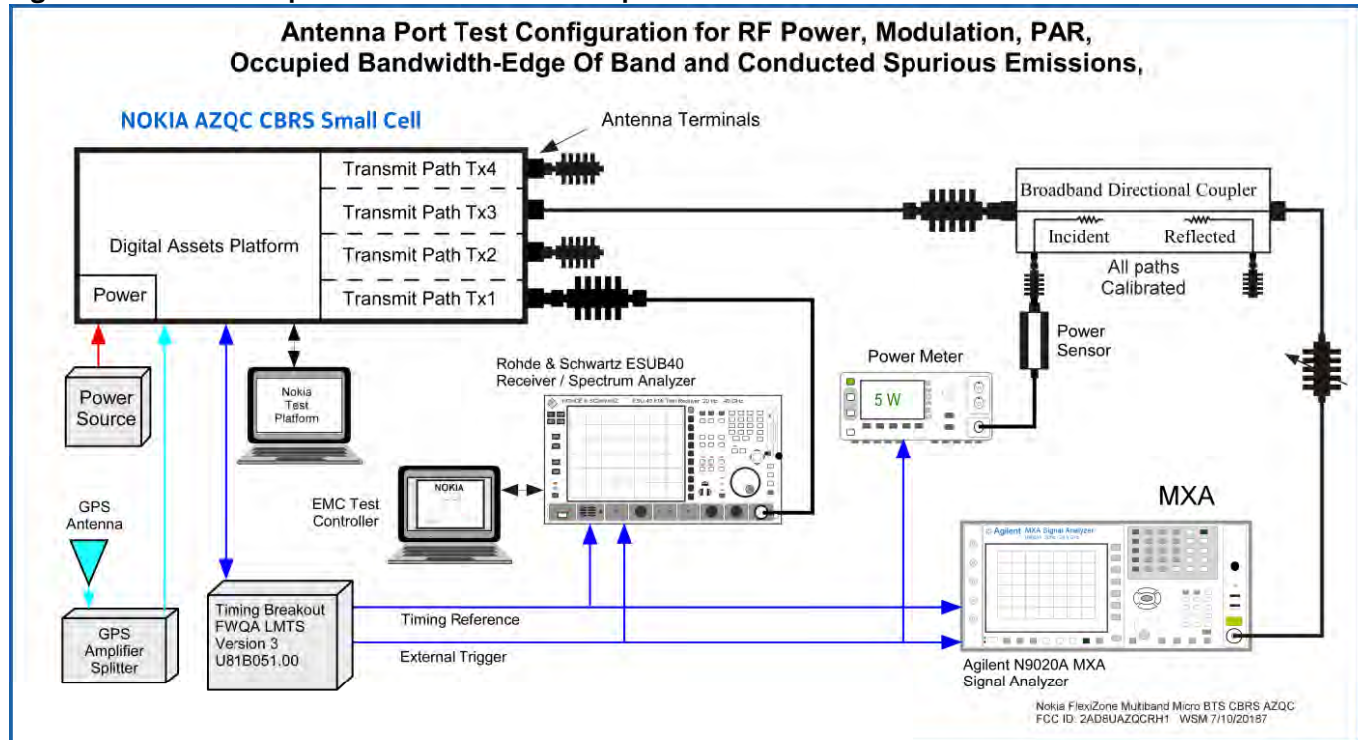 Antenna Port Test Configuration for RF Power, Modulation, PAR,
Occupied Bandwidth-Edge Of Band and Conducted Spurious Emissions,
NOKIA AZQC CBRS Small Cell
Antenna Terminals
Transmit Path Tx4
Transmit Path Tx3
Transmit Path Tx2
Transmit Path Tx1
Digital Assets Platform
Power
Broadband Directional Coupler
Incident
Reflected
All paths
Calibrated
Power
Sensor
Power Meter
5 W
Rohde & Schwartz ESUB40
Receiver / Spectrum Analyzer
Power
Source
Nokia
Test
Platform
NOKIA
EMC Test
Controller
GPS
Antenna
GPS
Amplifier
Splitter
Timing Breakout
FWQA LMTS
Version 3
U81B051.00
Timing Reference
External Trigger
MXA
Agilent MXA Signal Analyzer
Agilent N9020A MXA
Signal Analyzer
Nokia FlexiZone Multiband Micro BTS CBRS AZQC
FCC ID: 2AD8UAZQCRH1 WSM 7/10/20187